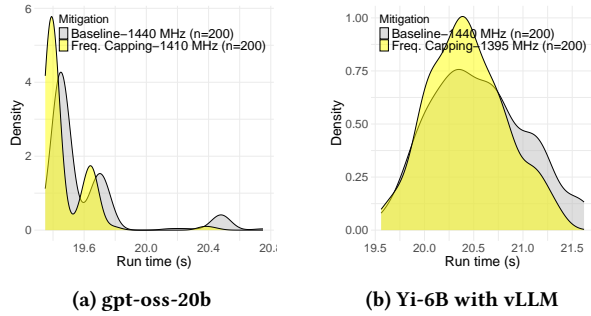 Mitigation
Baseline−1440 MHz (n=200)
Freq. Capping−1410 MHz (n=200)
Density
6
4
2
0
19.6 20.0 20.4 20.8
Run time (s)
(a) gpt-oss-20b
Mitigation
Baseline−1440 MHz (n=200)
Freq. Capping−1395 MHz (n=200)
Density
1.00
0.75
0.50
0.25
0.00
19.5 20.0 20.5 21.0 21.5
Run time (s)
(b) Yi-6B with vLLM